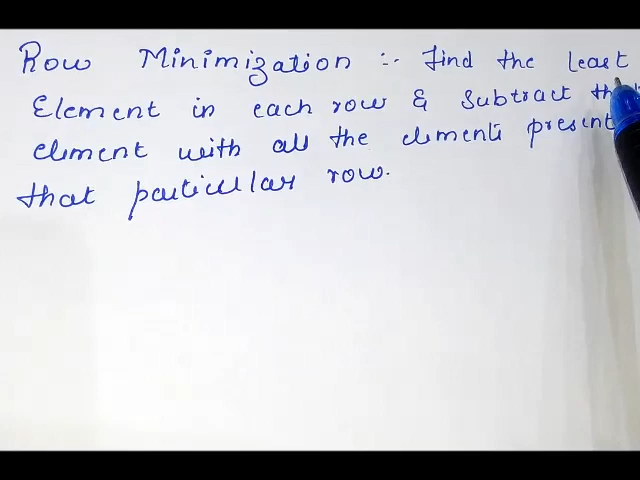 Row Minimization :- Find the least
Element in each row & Subtract
element with all the elements present
that particular row.